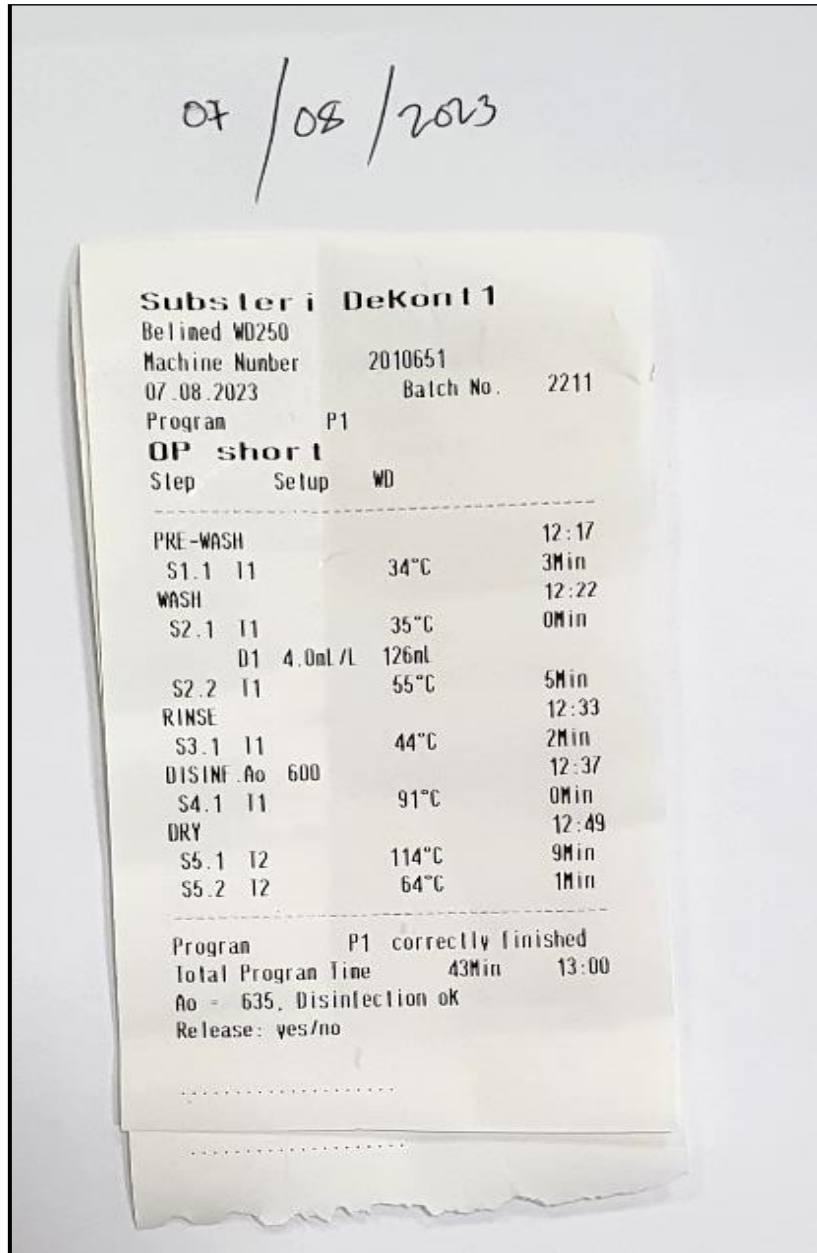 07/08/2023
Substeri DeKont1
Belimed WD250
Machine Number 2010651
07.08.2023 Batch No. 2211
Program P1
OP short
Step Setup WD
PRE-WASH 12:17
S1.1 T1 34°C 3Min
WASH 12:22
S2.1 T1 35°C 0Min
D1 4.0mL/L 126ml
S2.2 T1 55°C 5Min
RINSE 12:33
S3.1 T1 44°C 2Min
DISINF.Ao 600 12:37
S4.1 T1 91°C 0Min
DRY 12:49
S5.1 T2 114°C 9Min
S5.2 T2 64°C 1Min
Program P1 correctly finished
Total Program Time 43Min 13:00
Ao = 635, Disinfection oK
Release: yes/no